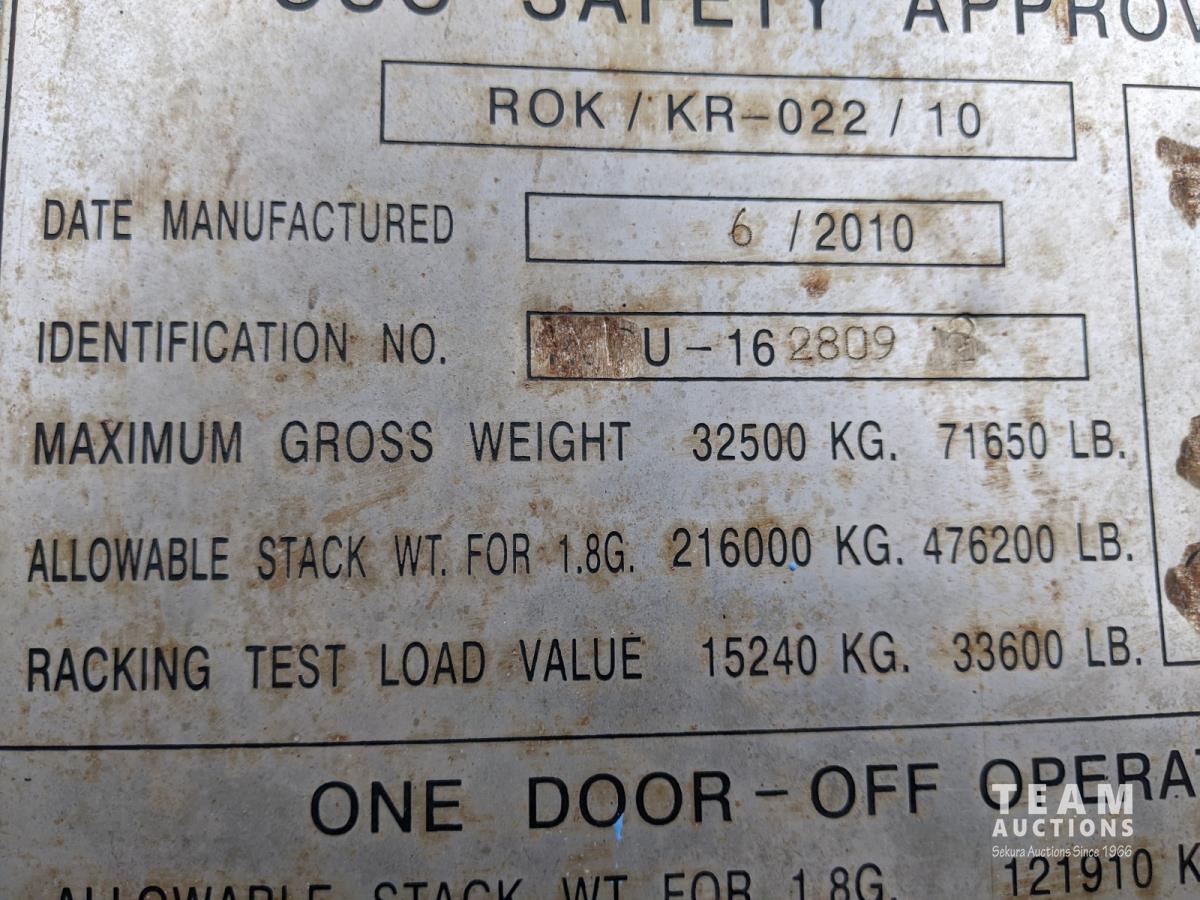 SAFETY APPROV
ROK / KR-022 / 10
DATE MANUFACTURED 6 / 2010
IDENTIFICATION NO. U-162809
MAXIMUM GROSS WEIGHT 32500 KG. 71650 LB.
ALLOWABLE STACK WT. FOR 1.8G. 216000 KG. 476200 LB.
RACKING TEST LOAD VALUE 15240 KG. 33600 LB.
ONE DOOR-OFF OPERA
ALLOWABLE STACK WT FOR 1.8G. 121910 K
TEAM
AUCTIONS
Sekura Auctions Since 1966